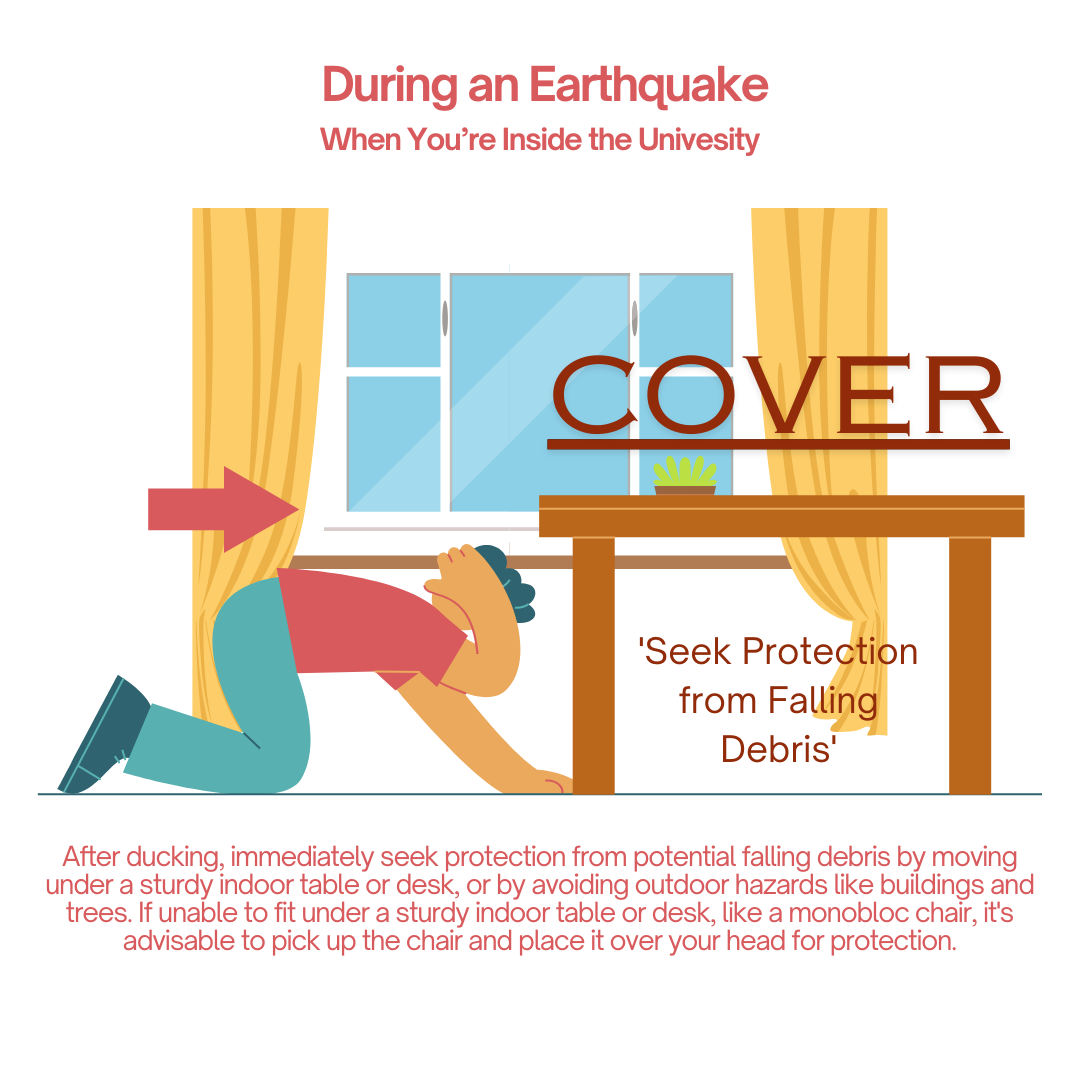 During an Earthquake
When You’re Inside the Univesity
COVER
'Seek Protection
from Falling
Debris'
After ducking, immediately seek protection from potential falling debris by moving
under a sturdy indoor table or desk, or by avoiding outdoor hazards like buildings and
trees. If unable to fit under a sturdy indoor table or desk, like a monobloc chair, it's
advisable to pick up the chair and place it over your head for protection.